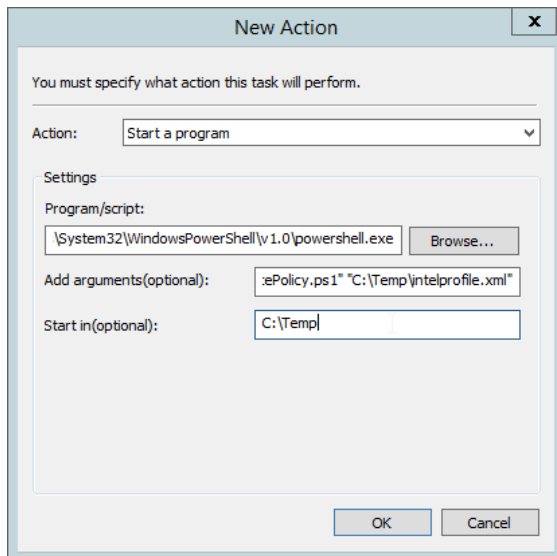 New Action
x
You must specify what action this task will perform.
Action:
Start a program
Settings
Program/script:
\System32\WindowsPowerShell\v1.0\powershell.exe
Browse...
Add arguments(optional):
:ePolicy.ps1" "C:\Temp\intelprofile.xml"
Start in(optional):
C:\Temp
OK
Cancel